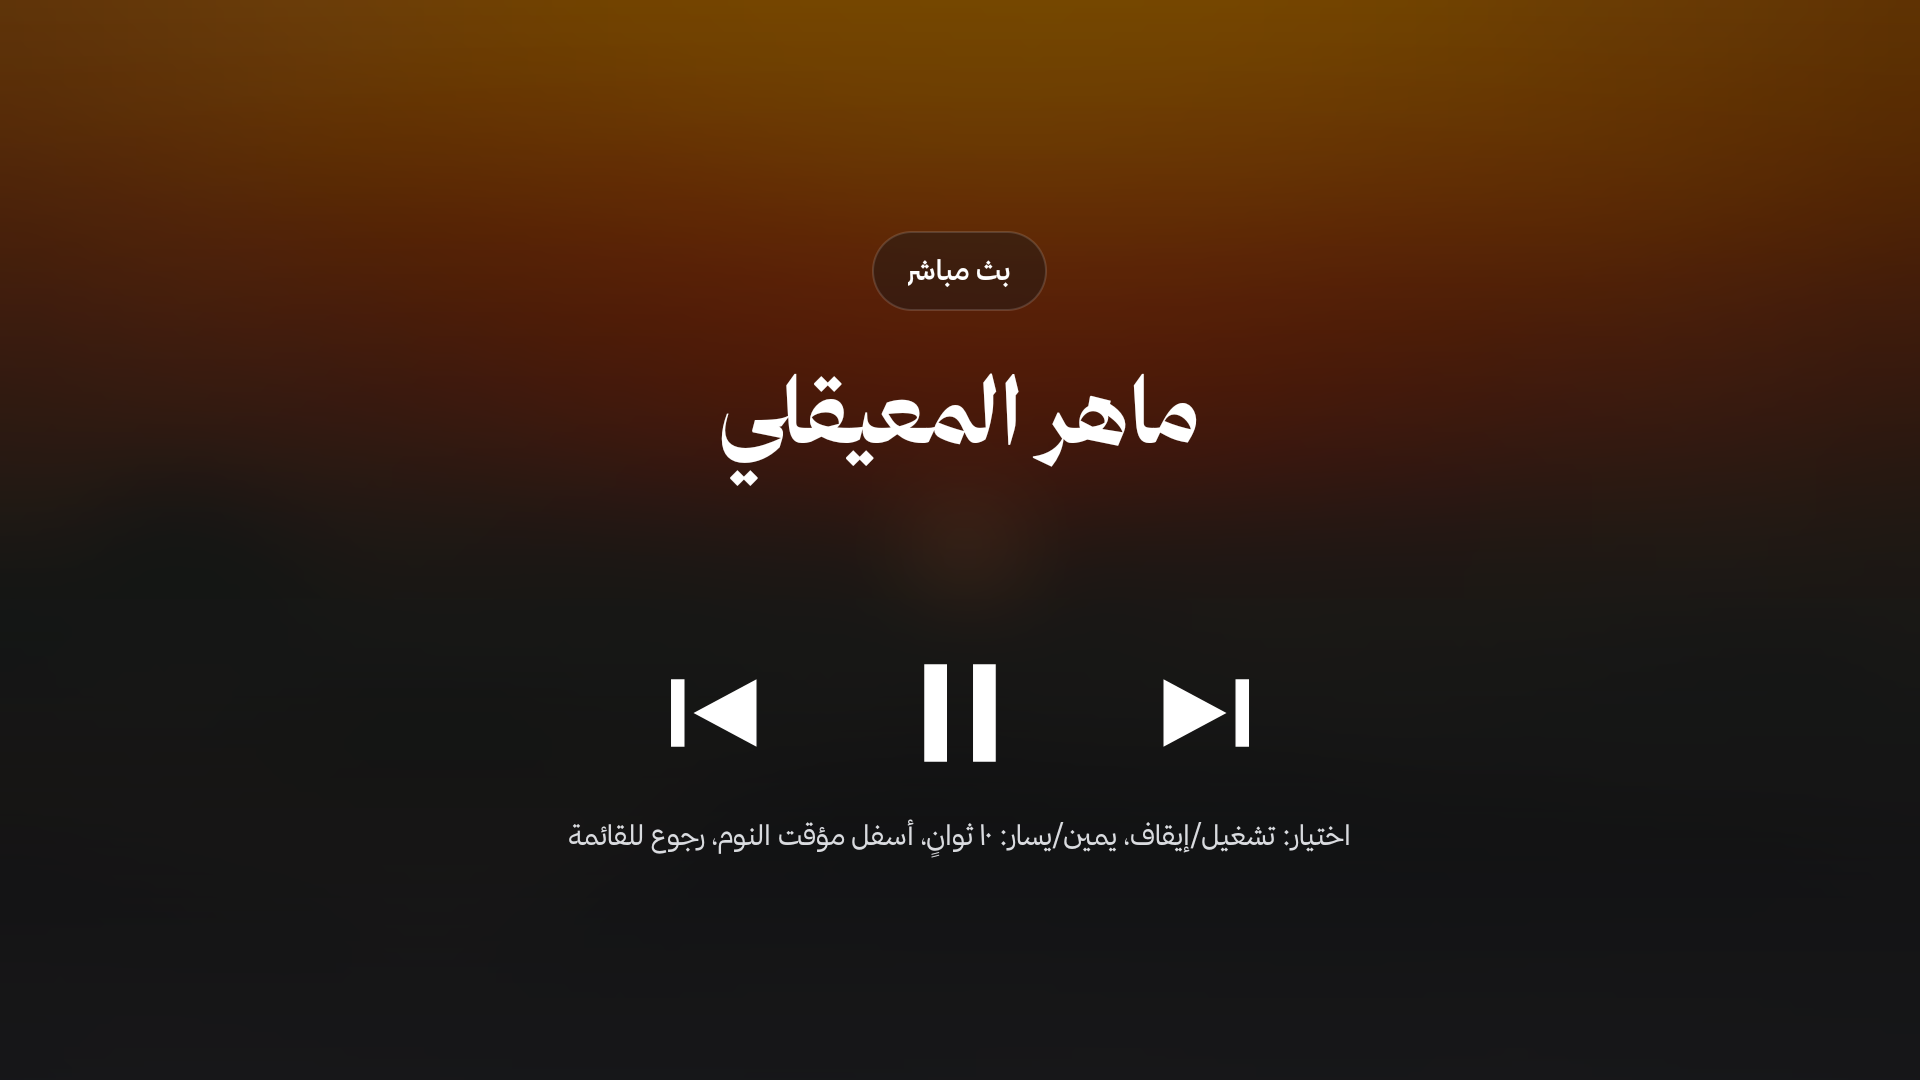 بث مباشر
ماهر المعيقلي
اختيار: تشغيل/إيقاف، يمين/يسار: ١٠ ثوانٍ، أسفل مؤقت النوم، رجوع للقائمة